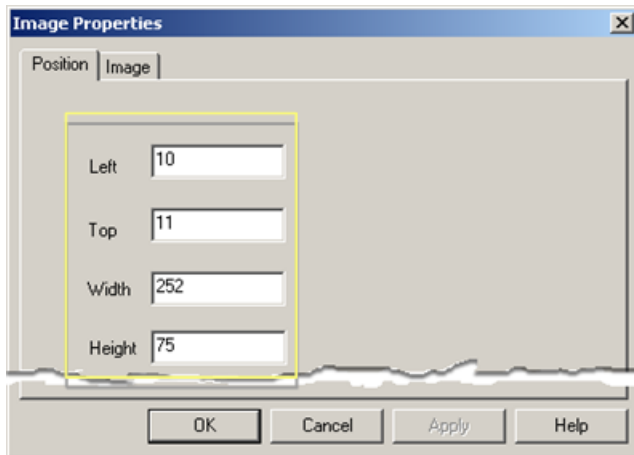 Image Properties
Position Image
Left 10
Top 11
Width 252
Height 75
OK Cancel Apply Help